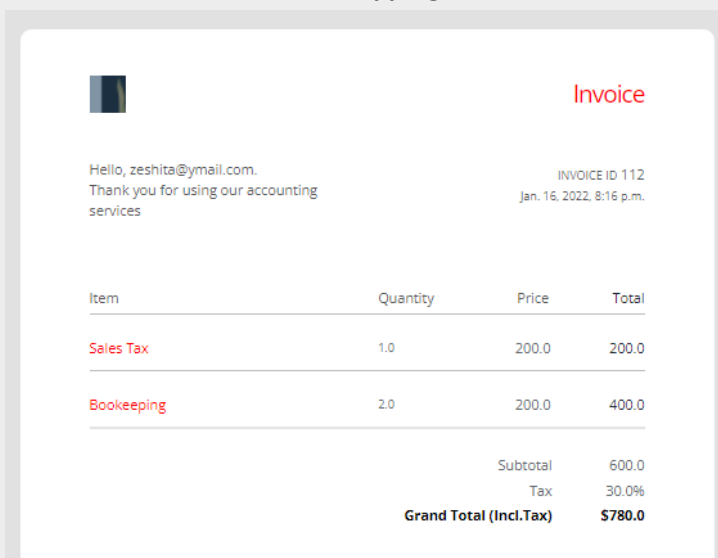 Invoice
Hello, zeshita@ymail.com.
Thank you for using our accounting
services
INVOICE ID 112
Jan. 16, 2022, 8:16 p.m.
Item Quantity Price Total
Sales Tax 1.0 200.0 200.0
Bookeeping 2.0 200.0 400.0
Subtotal 600.0
Tax 30.0%
Grand Total (Incl.Tax) $780.0